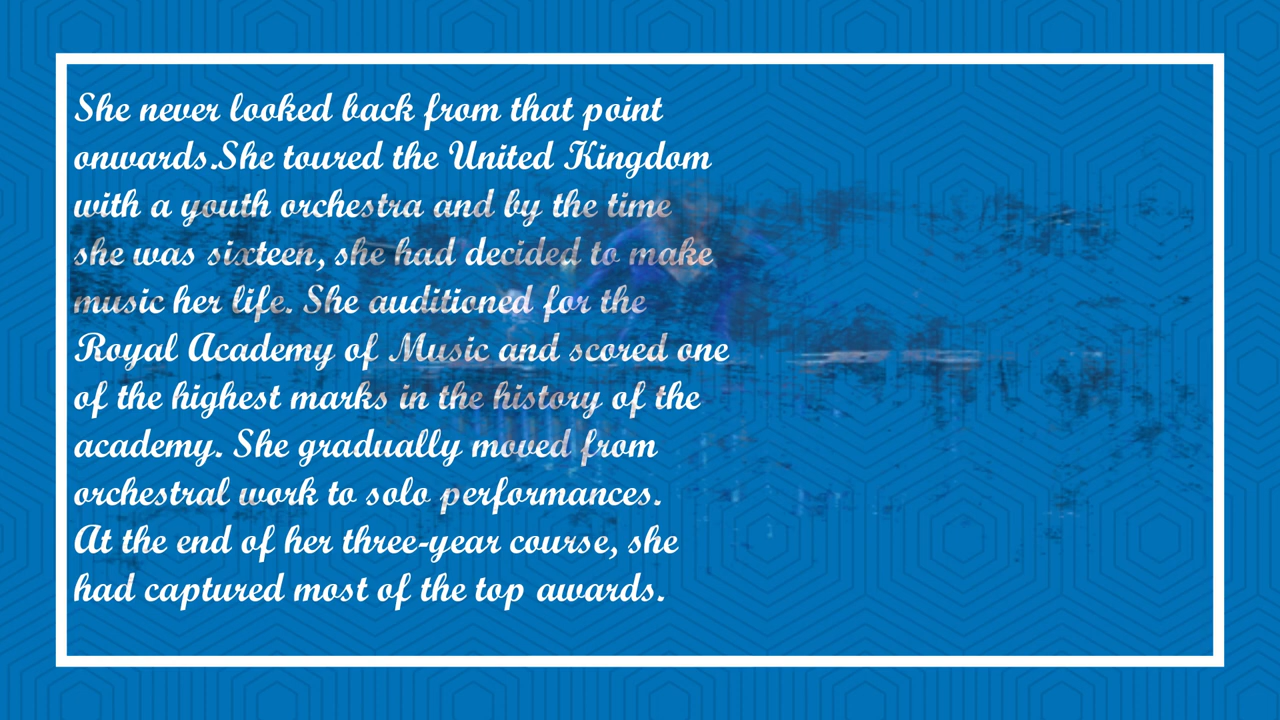 She never looked back from that point
onwards.She toured the United Kingdom
with a youth orchestra and by the time
she was sixteen, she had decided to make
music her life. She auditioned for the
Royal Academy of Music and scored one
of the highest marks in the history of the
academy. She gradually moved from
orchestral work to solo performances.
At the end of her three-year course, she
had captured most of the top awards.